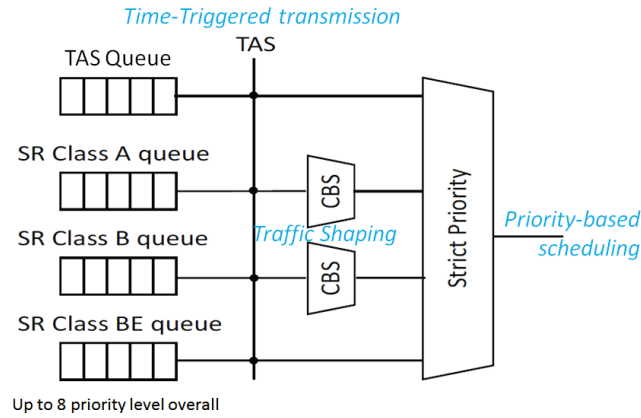 Time-Triggered transmission
TAS
TAS Queue
SR Class A queue
CBS
SR Class B queue
Traffic Shaping
CBS
Strict Priority
Priority-based
scheduling
SR Class BE queue
Up to 8 priority level overall